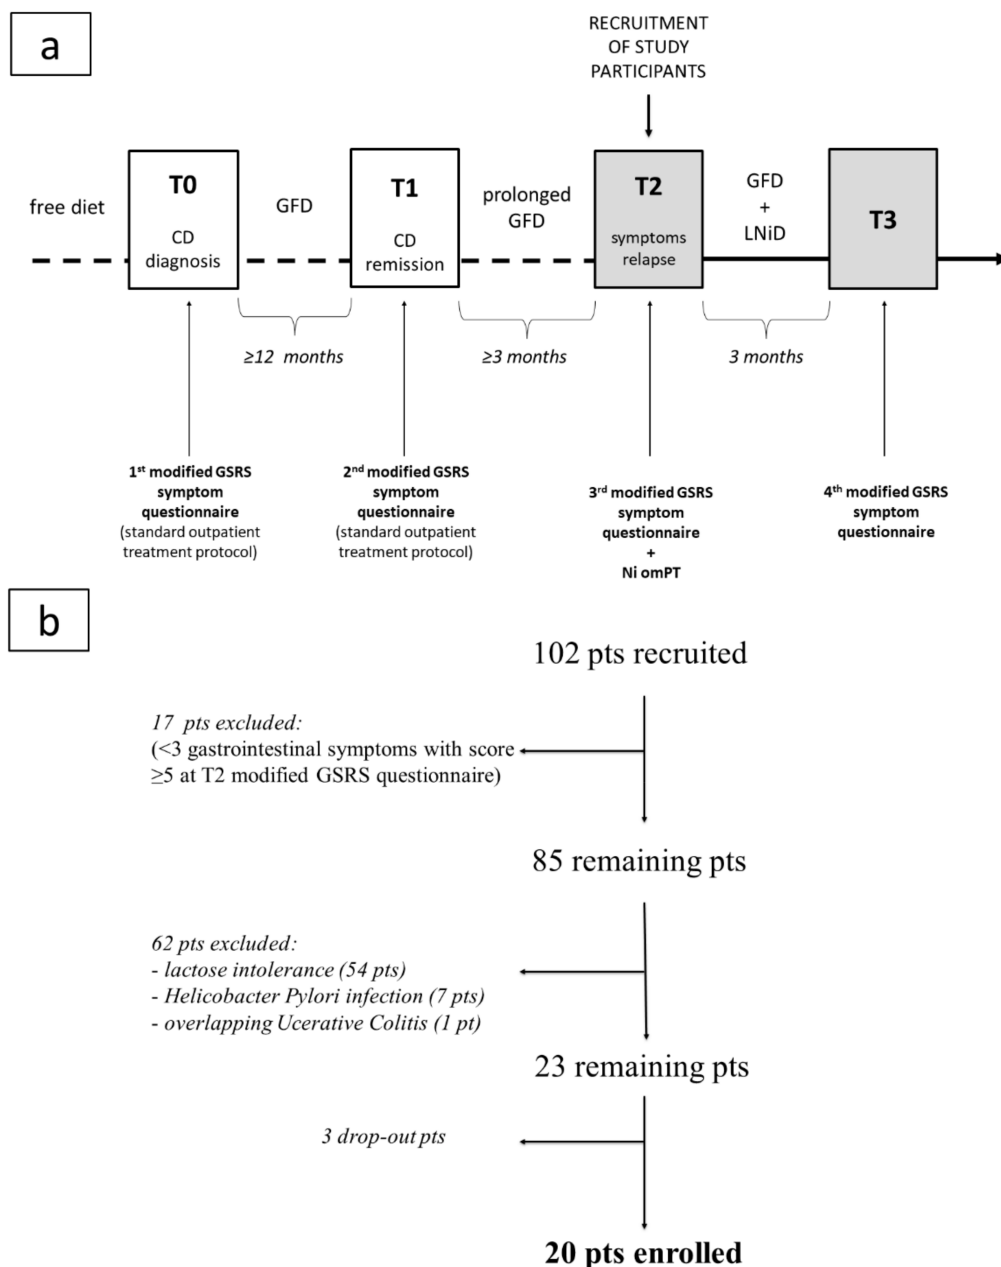 a
RECRUITMENT
OF STUDY
PARTICIPANTS
free diet
T0
CD
diagnosis
GFD
T1
CD
remission
prolonged
GFD
T2
symptoms
relapse
GFD
+
LNiD
T3
≥12 months
≥3 months
3 months
1st modified GSRS
symptom
questionnaire
(standard outpatient
treatment protocol)
2nd modified GSRS
symptom
questionnaire
(standard outpatient
treatment protocol)
3rd modified GSRS
symptom
questionnaire
+
Ni omPT
4th modified GSRS
symptom
questionnaire
b
102 pts recruited
17 pts excluded:
(<3 gastrointestinal symptoms with score
≥5 at T2 modified GSRS questionnaire)
85 remaining pts
62 pts excluded:
- lactose intolerance (54 pts)
- Helicobacter Pylori infection (7 pts)
- overlapping Ucerative Colitis (1 pt)
23 remaining pts
3 drop-out pts
20 pts enrolled